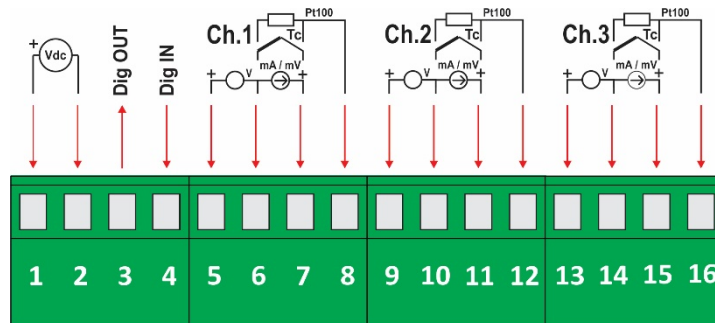 + Vdc
Dig OUT
Dig IN
Ch.1 Pt100
Tc
mA / mV
+ V +
Ch.2 Pt100
Tc
mA / mV
+ V +
Ch.3 Pt100
Tc
mA / mV
+ V +
1 2 3 4 5 6 7 8 9 10 11 12 13 14 15 16